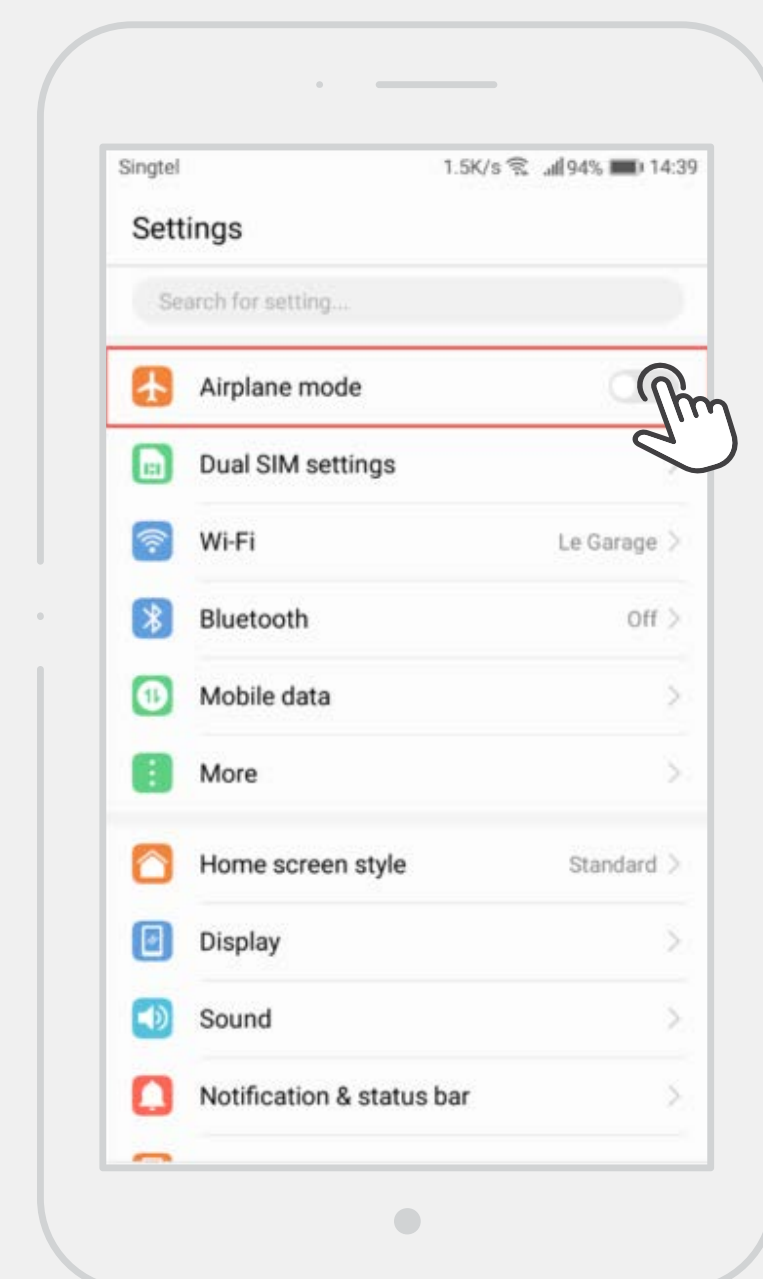 Singtel 1.5K/s 94% 14:39
Settings
Search for setting...
Airplane mode
Dual SIM settings
Wi-Fi Le Garage
Bluetooth Off
Mobile data
More
Home screen style Standard
Display
Sound
Notification & status bar